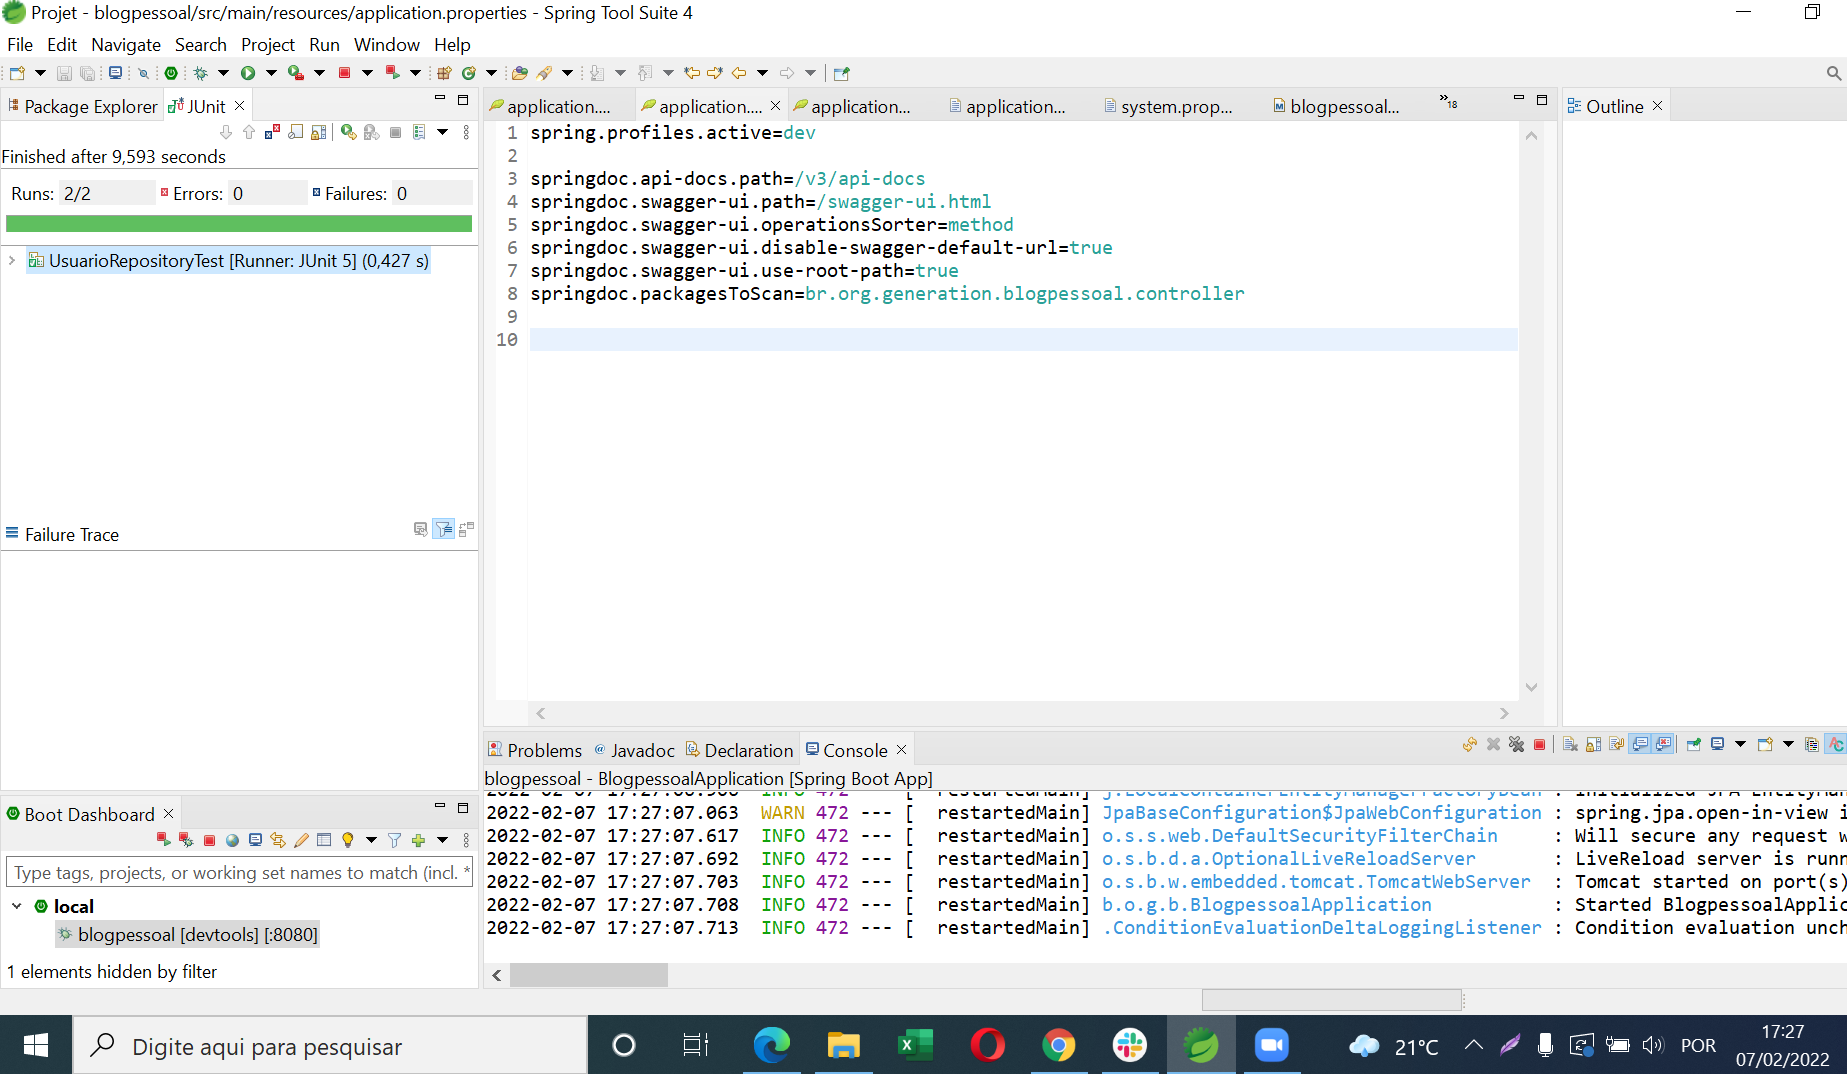 Projet - blogpessoal/src/main/resources/application.properties - Spring Tool Suite 4
File Edit Navigate Search Project Run Window Help
Package Explorer JUnit
Finished after 9,593 seconds
Runs: 2/2 Errors: 0 Failures: 0
UsuarioRepositoryTest [Runner: JUnit 5] (0,427 s)
Failure Trace
application.... application.... application... application... system.prop... blogpessoal... »18
1 spring.profiles.active=dev
2
3 springdoc.api-docs.path=/v3/api-docs
4 springdoc.swagger-ui.path=/swagger-ui.html
5 springdoc.swagger-ui.operationsSorter=method
6 springdoc.swagger-ui.disable-swagger-default-url=true
7 springdoc.swagger-ui.use-root-path=true
8 springdoc.packagesToScan=br.org.generation.blogpessoal.controller
9
10
Outline
Boot Dashboard
Type tags, projects, or working set names to match (incl. *
local
blogpessoal [devtools] [:8080]
1 elements hidden by filter
Problems @ Javadoc Declaration Console
blogpessoal - BlogpessoalApplication [Spring Boot App]
2022-02-07 17:27:07.063 WARN 472 --- [ restartedMain] JpaBaseConfiguration$JpaWebConfiguration : spring.jpa.open-in-view i
2022-02-07 17:27:07.617 INFO 472 --- [ restartedMain] o.s.s.web.DefaultSecurityFilterChain : Will secure any request w
2022-02-07 17:27:07.692 INFO 472 --- [ restartedMain] o.s.b.d.a.OptionalLiveReloadServer : LiveReload server is runn
2022-02-07 17:27:07.703 INFO 472 --- [ restartedMain] o.s.b.w.embedded.tomcat.TomcatWebServer : Tomcat started on port(s)
2022-02-07 17:27:07.708 INFO 472 --- [ restartedMain] b.o.g.b.BlogpessoalApplication : Started BlogpessoalApplic
2022-02-07 17:27:07.713 INFO 472 --- [ restartedMain] .ConditionEvaluationDeltaLoggingListener : Condition evaluation unch
Digite aqui para pesquisar
21°C
POR
17:27
07/02/2022